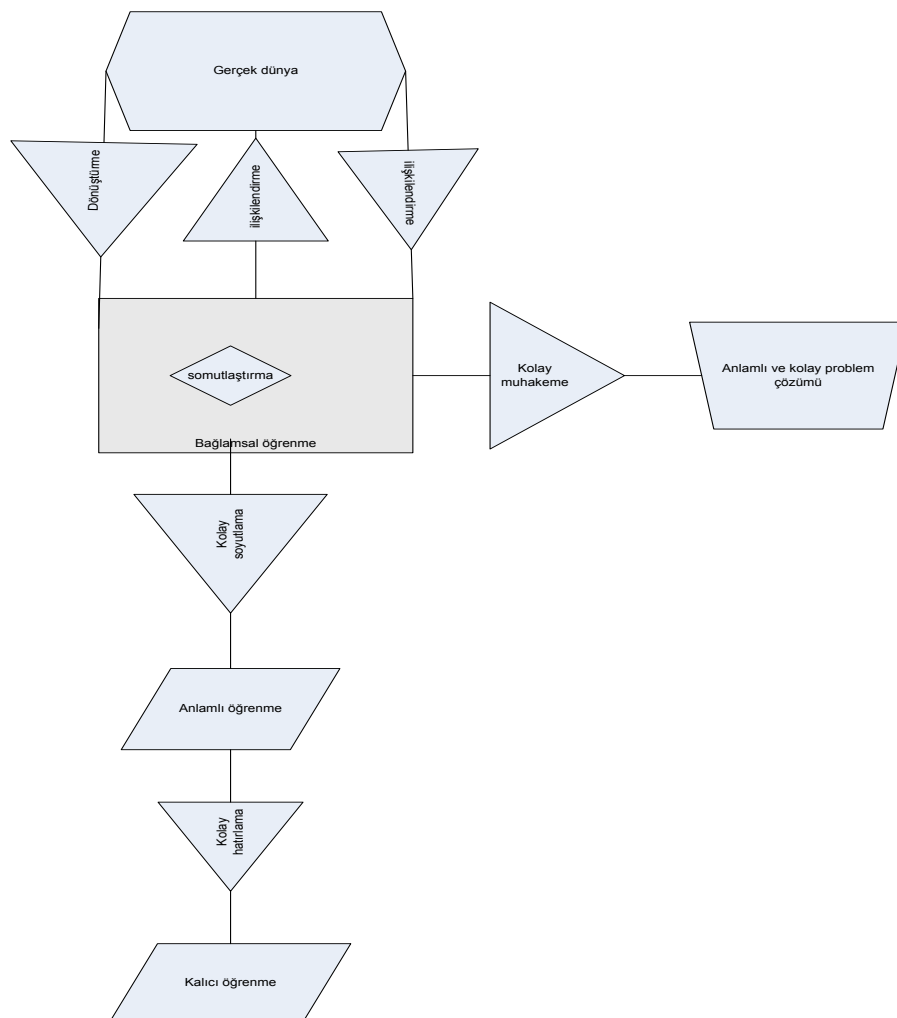 Gerçek dünya
Dönüştürme
ilişkilendirme
ilişkilendirme
somutlaştırma
Bağlamsal öğrenme
Kolay
muhakeme
Anlamlı ve kolay problem
çözümü
Kolay
soyutlama
Anlamlı öğrenme
Kolay
hatırlama
Kalıcı öğrenme